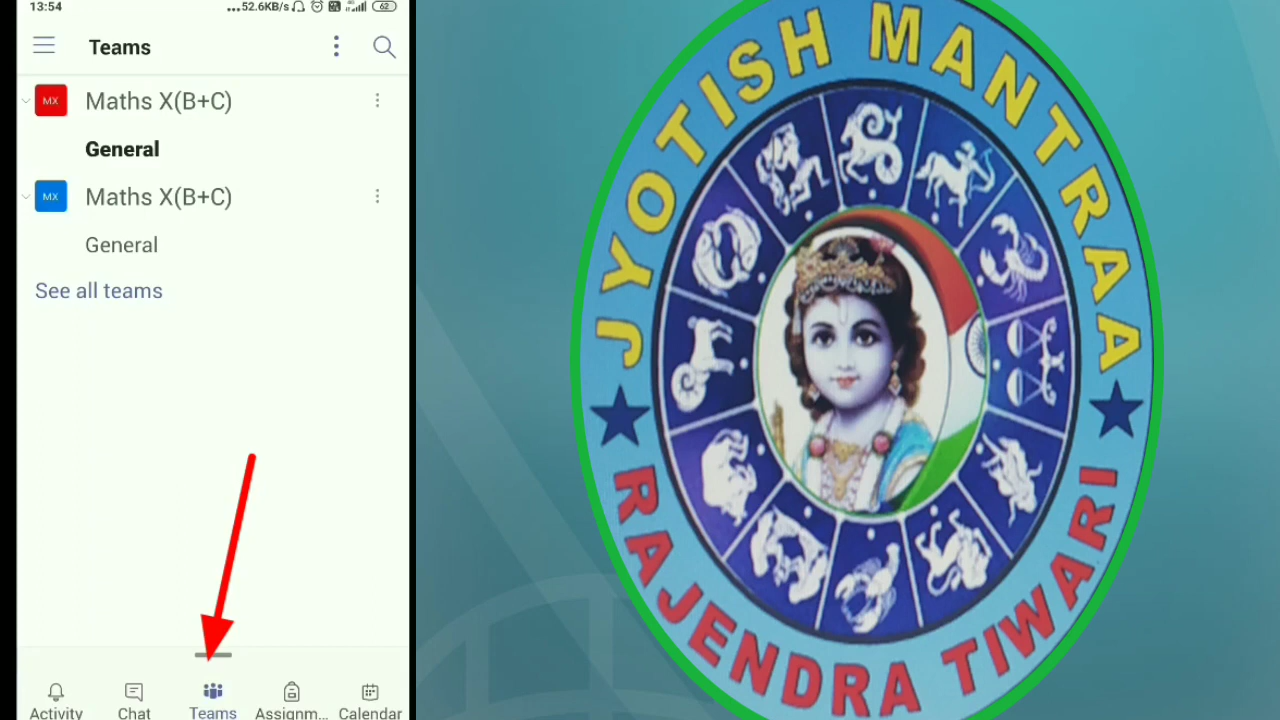 13:54
...52.6KB/s
62
Teams
MX Maths X(B+C)
General
MX Maths X(B+C)
General
See all teams
Activity Chat Teams Assignm... Calendar
JYOTISH MANTRAA
RAJENDRA TIWARI